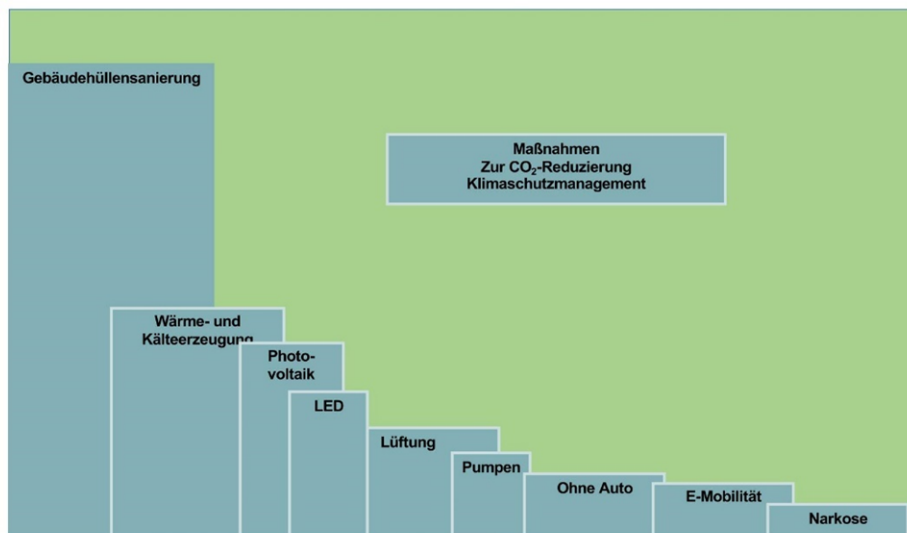 Gebäudehüllensanierung
Maßnahmen
Zur CO₂-Reduzierung
Klimaschutzmanagement
Wärme- und
Kälteerzeugung
Photo-
voltaik
LED
Lüftung
Pumpen
Ohne Auto
E-Mobilität
Narkose